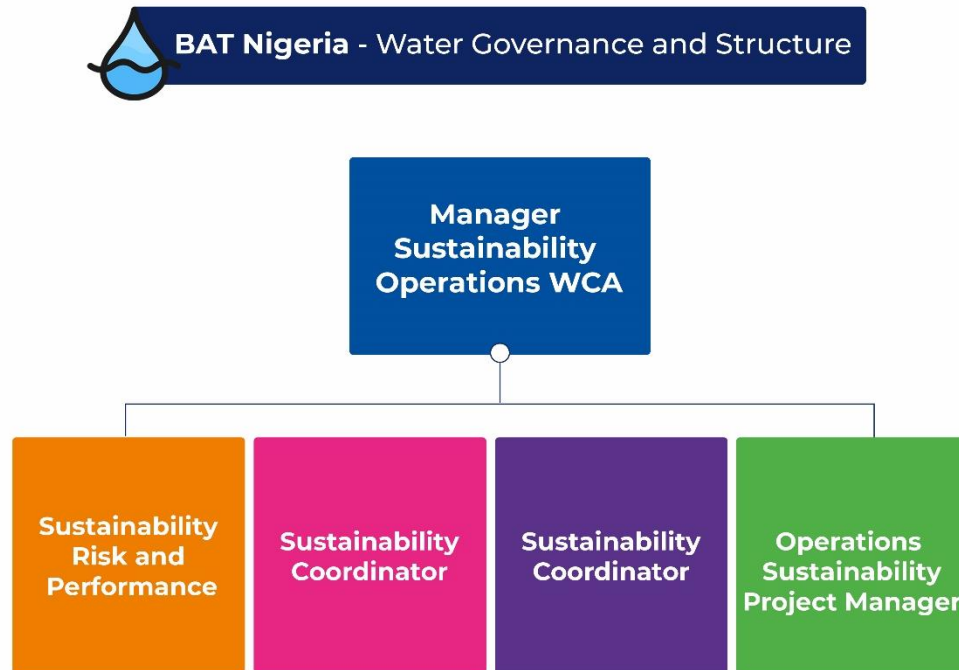 BAT Nigeria - Water Governance and Structure
Manager
Sustainability
Operations WCA
Sustainability
Risk and
Performance
Sustainability
Coordinator
Sustainability
Coordinator
Operations
Sustainability
Project Manager